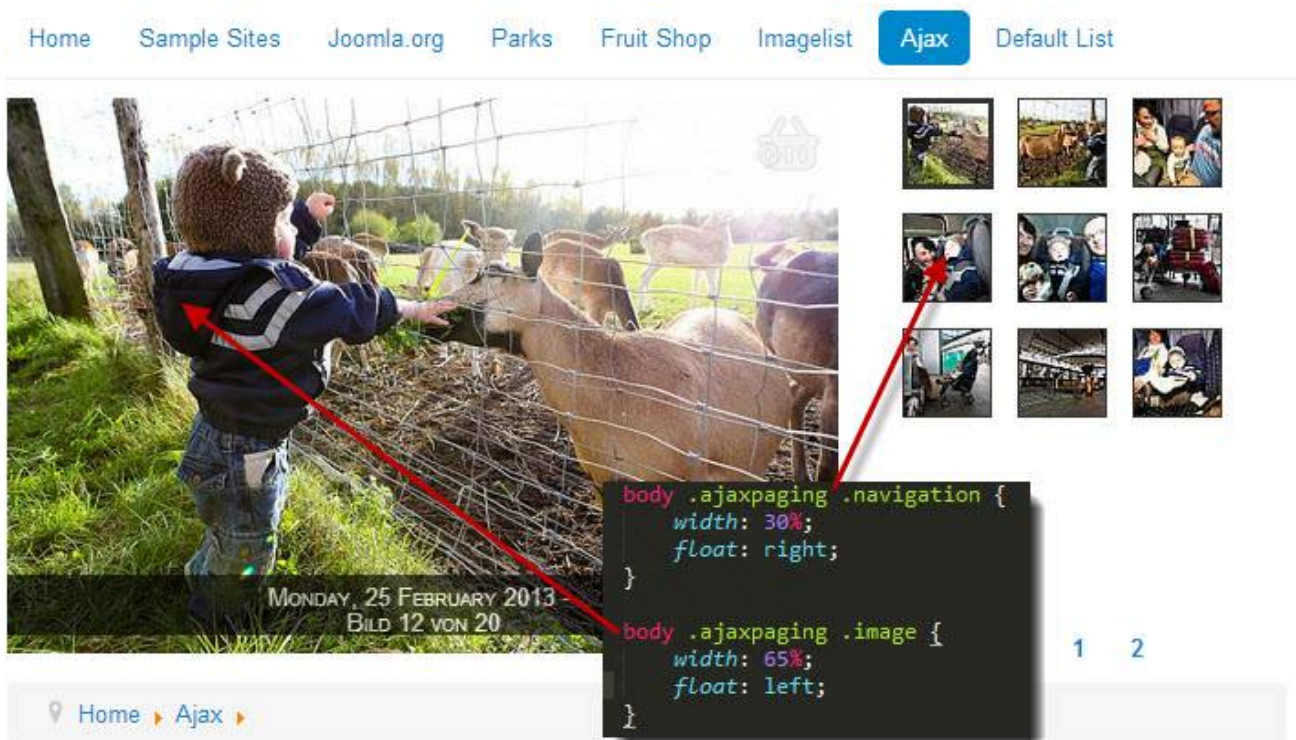 Home Sample Sites Joomla.org Parks Fruit Shop Imagelist Ajax Default List
MONDAY, 25 FEBRUARY 2013 -
BILD 12 VON 20
body .ajaxpaging .navigation {
width: 30%;
float: right;
}
body .ajaxpaging .image {
width: 65%;
float: left;
}
1 2
Home Ajax